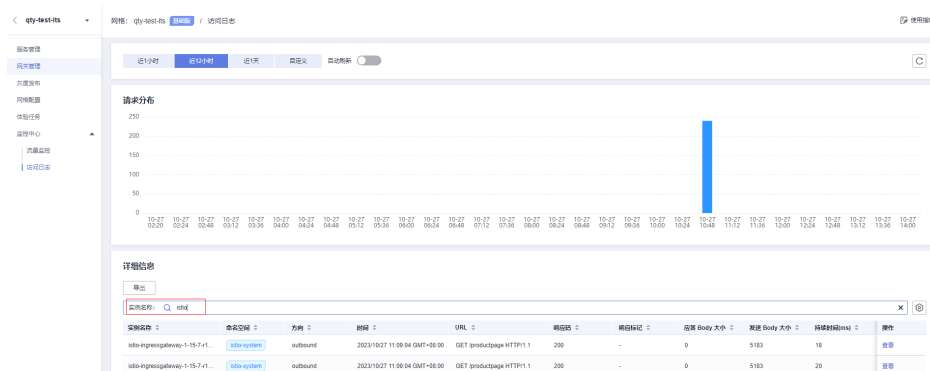 qty-test-lts
网格： qty-test-lts 基础版 / 访问日志
使用指
服务管理
网关管理
灰度发布
网格配置
体验任务
监控中心
流量监控
访问日志
近1小时 近12小时 近1天 自定义 自动刷新
请求分布
250
200
150
100
50
0
10-27 10-27 10-27 10-27 10-27 10-27 10-27 10-27 10-27 10-27 10-27 10-27 10-27 10-27 10-27 10-27 10-27 10-27 10-27 10-27 10-27 10-27 10-27 10-27 10-27 10-27 10-27 10-27 10-27 10-27 10-27
02:20 02:24 02:48 03:12 03:36 04:00 04:24 04:48 05:12 05:36 06:00 06:24 06:48 07:12 07:36 08:00 08:24 08:48 09:12 09:36 10:00 10:24 10:48 11:12 11:36 12:00 12:24 12:48 13:12 13:36 14:00
详细信息
导出
实例名称： istio
实例名称 命名空间 方向 时间 URL 响应码 响应标记 应答 Body 大小 发送 Body 大小 持续时间(ms) 操作
istio-ingressgateway-1-15-7-r1... istio-system outbound 2023/10/27 11:09:04 GMT+08:00 GET /productpage HTTP/1.1 200 - 0 5183 18 查看
istio-ingressgateway-1-15-7-r1... istio-system outbound 2023/10/27 11:09:04 GMT+08:00 GET /productpage HTTP/1.1 200 - 0 5183 20 查看